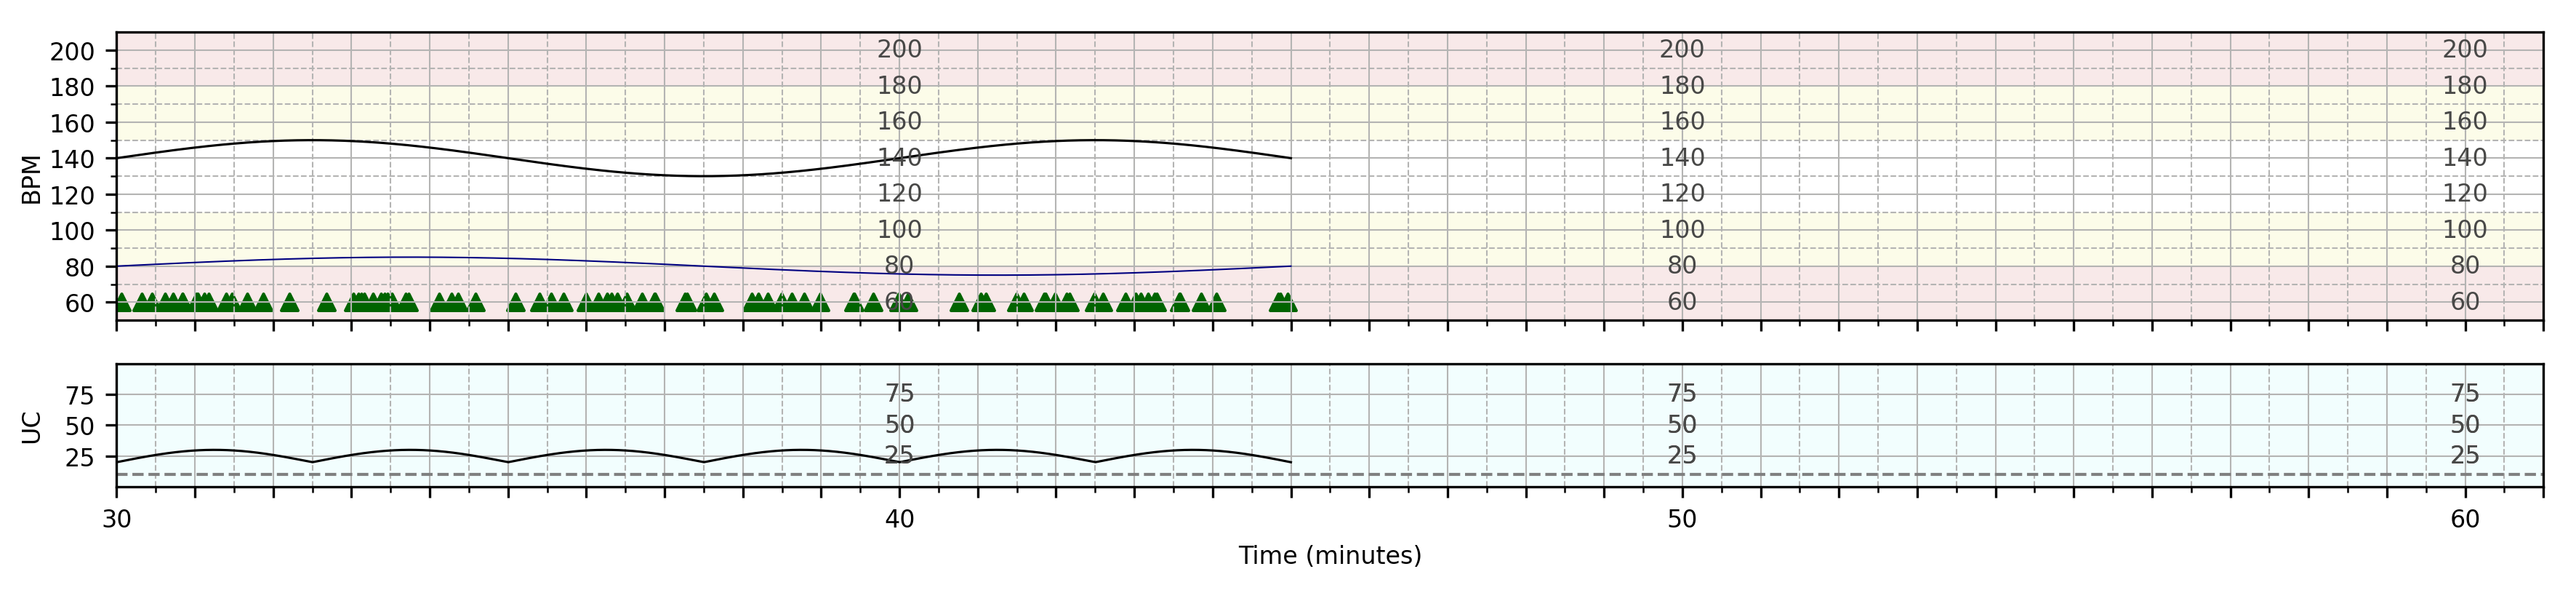 BPM
200 200 200 200
180 180 180 180
160 160 160 160
140 140 140 140
120 120 120 120
100 100 100 100
80 80 80 80
60 60 60 60
UC
75 75 75 75
50 50 50 50
25 25 25 25
30 40 50 60
Time (minutes)